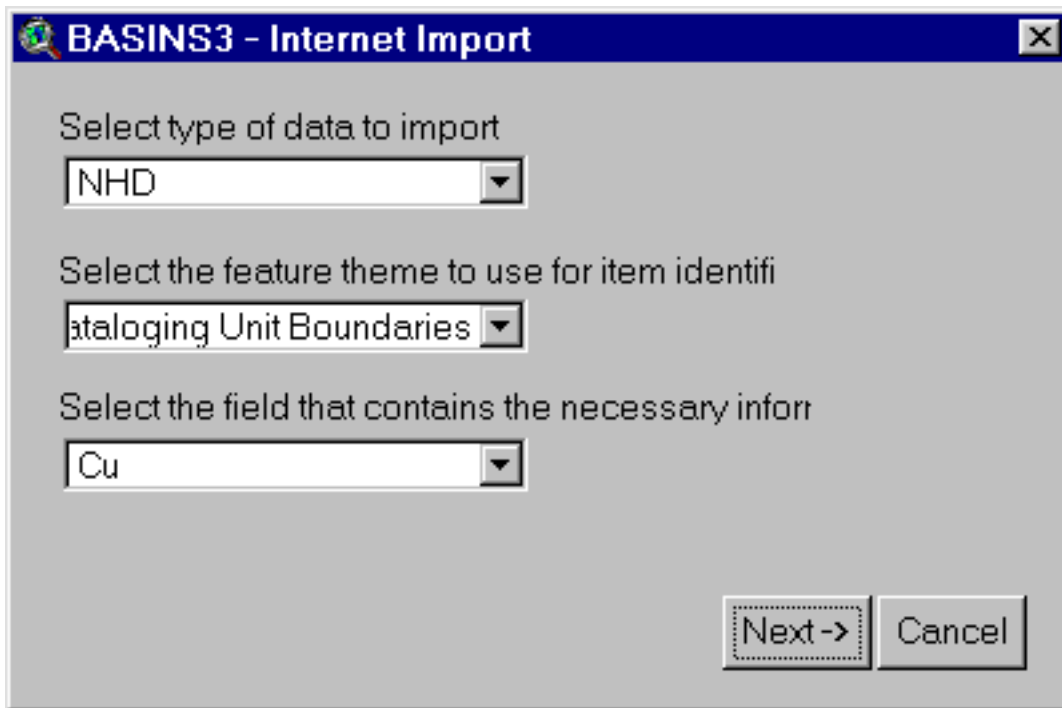 BASINS3 - Internet Import
Select type of data to import
NHD
Select the feature theme to use for item identifi
ataloging Unit Boundaries
Select the field that contains the necessary inforr
Cu
Next -> Cancel